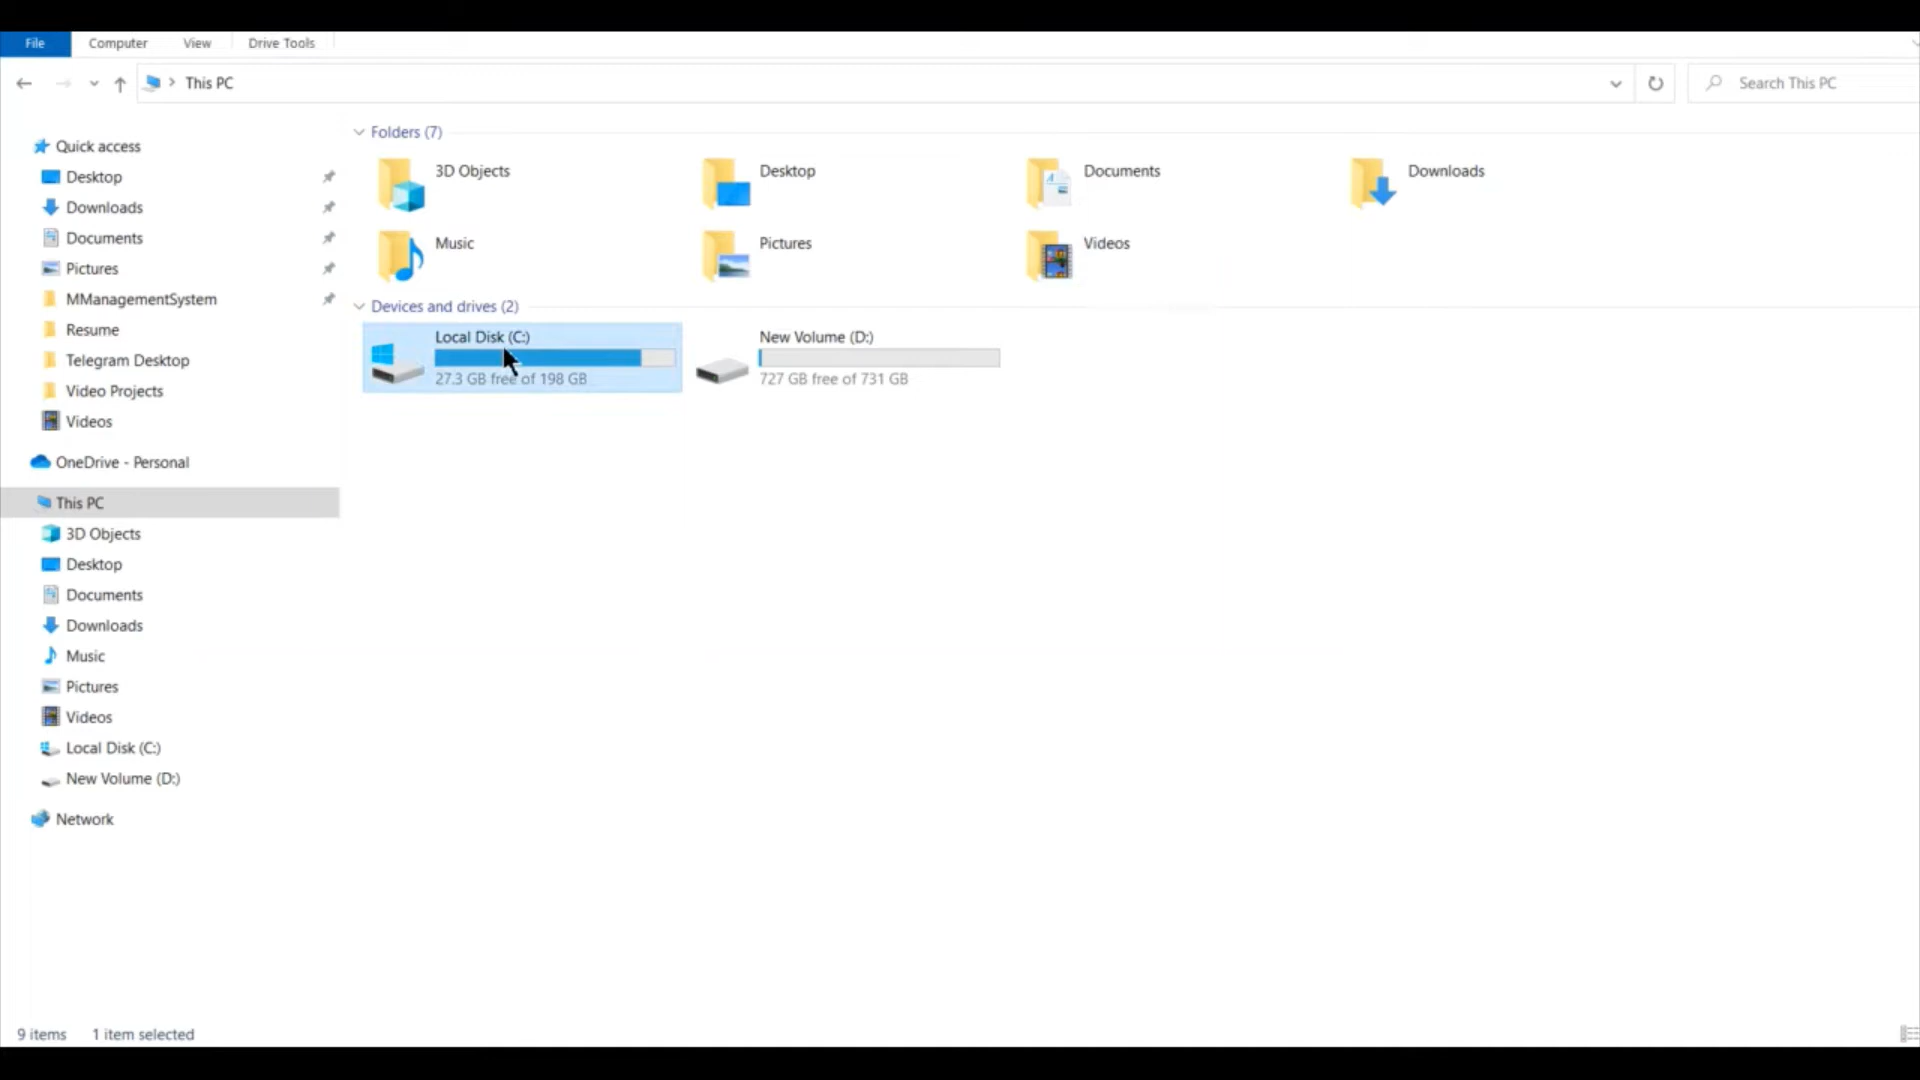 File
Computer
View
Drive Tools
This PC
Search This PC
Quick access
Desktop
Downloads
Documents
Pictures
MManagementSystem
Resume
Telegram Desktop
Video Projects
Videos
OneDrive - Personal
This PC
3D Objects
Desktop
Documents
Downloads
Music
Pictures
Videos
Local Disk (C:)
New Volume (D:)
Network
Folders (7)
3D Objects
Desktop
Documents
Downloads
Music
Pictures
Videos
Devices and drives (2)
Local Disk (C:)
27.3 GB free of 198 GB
New Volume (D:)
727 GB free of 731 GB
9 items
1 item selected